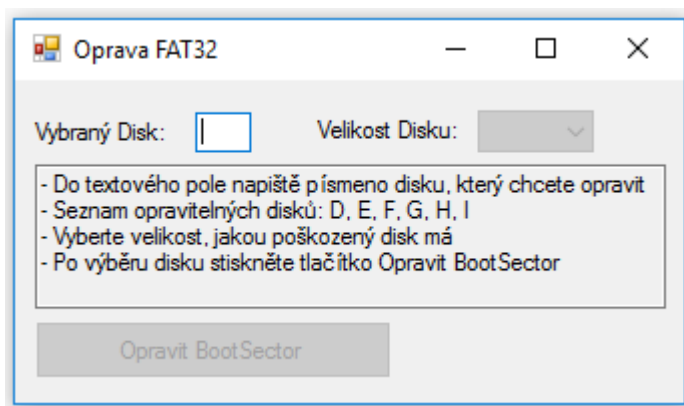 Oprava FAT32
Vybraný Disk: Velikost Disku:
- Do textového pole napiště písmeno disku, který chcete opravit
- Seznam opravitelných disků: D, E, F, G, H, I
- Vyberte velikost, jakou poškozený disk má
- Po výběru disku stiskněte tlačítko Opravit BootSector
Opravit BootSector